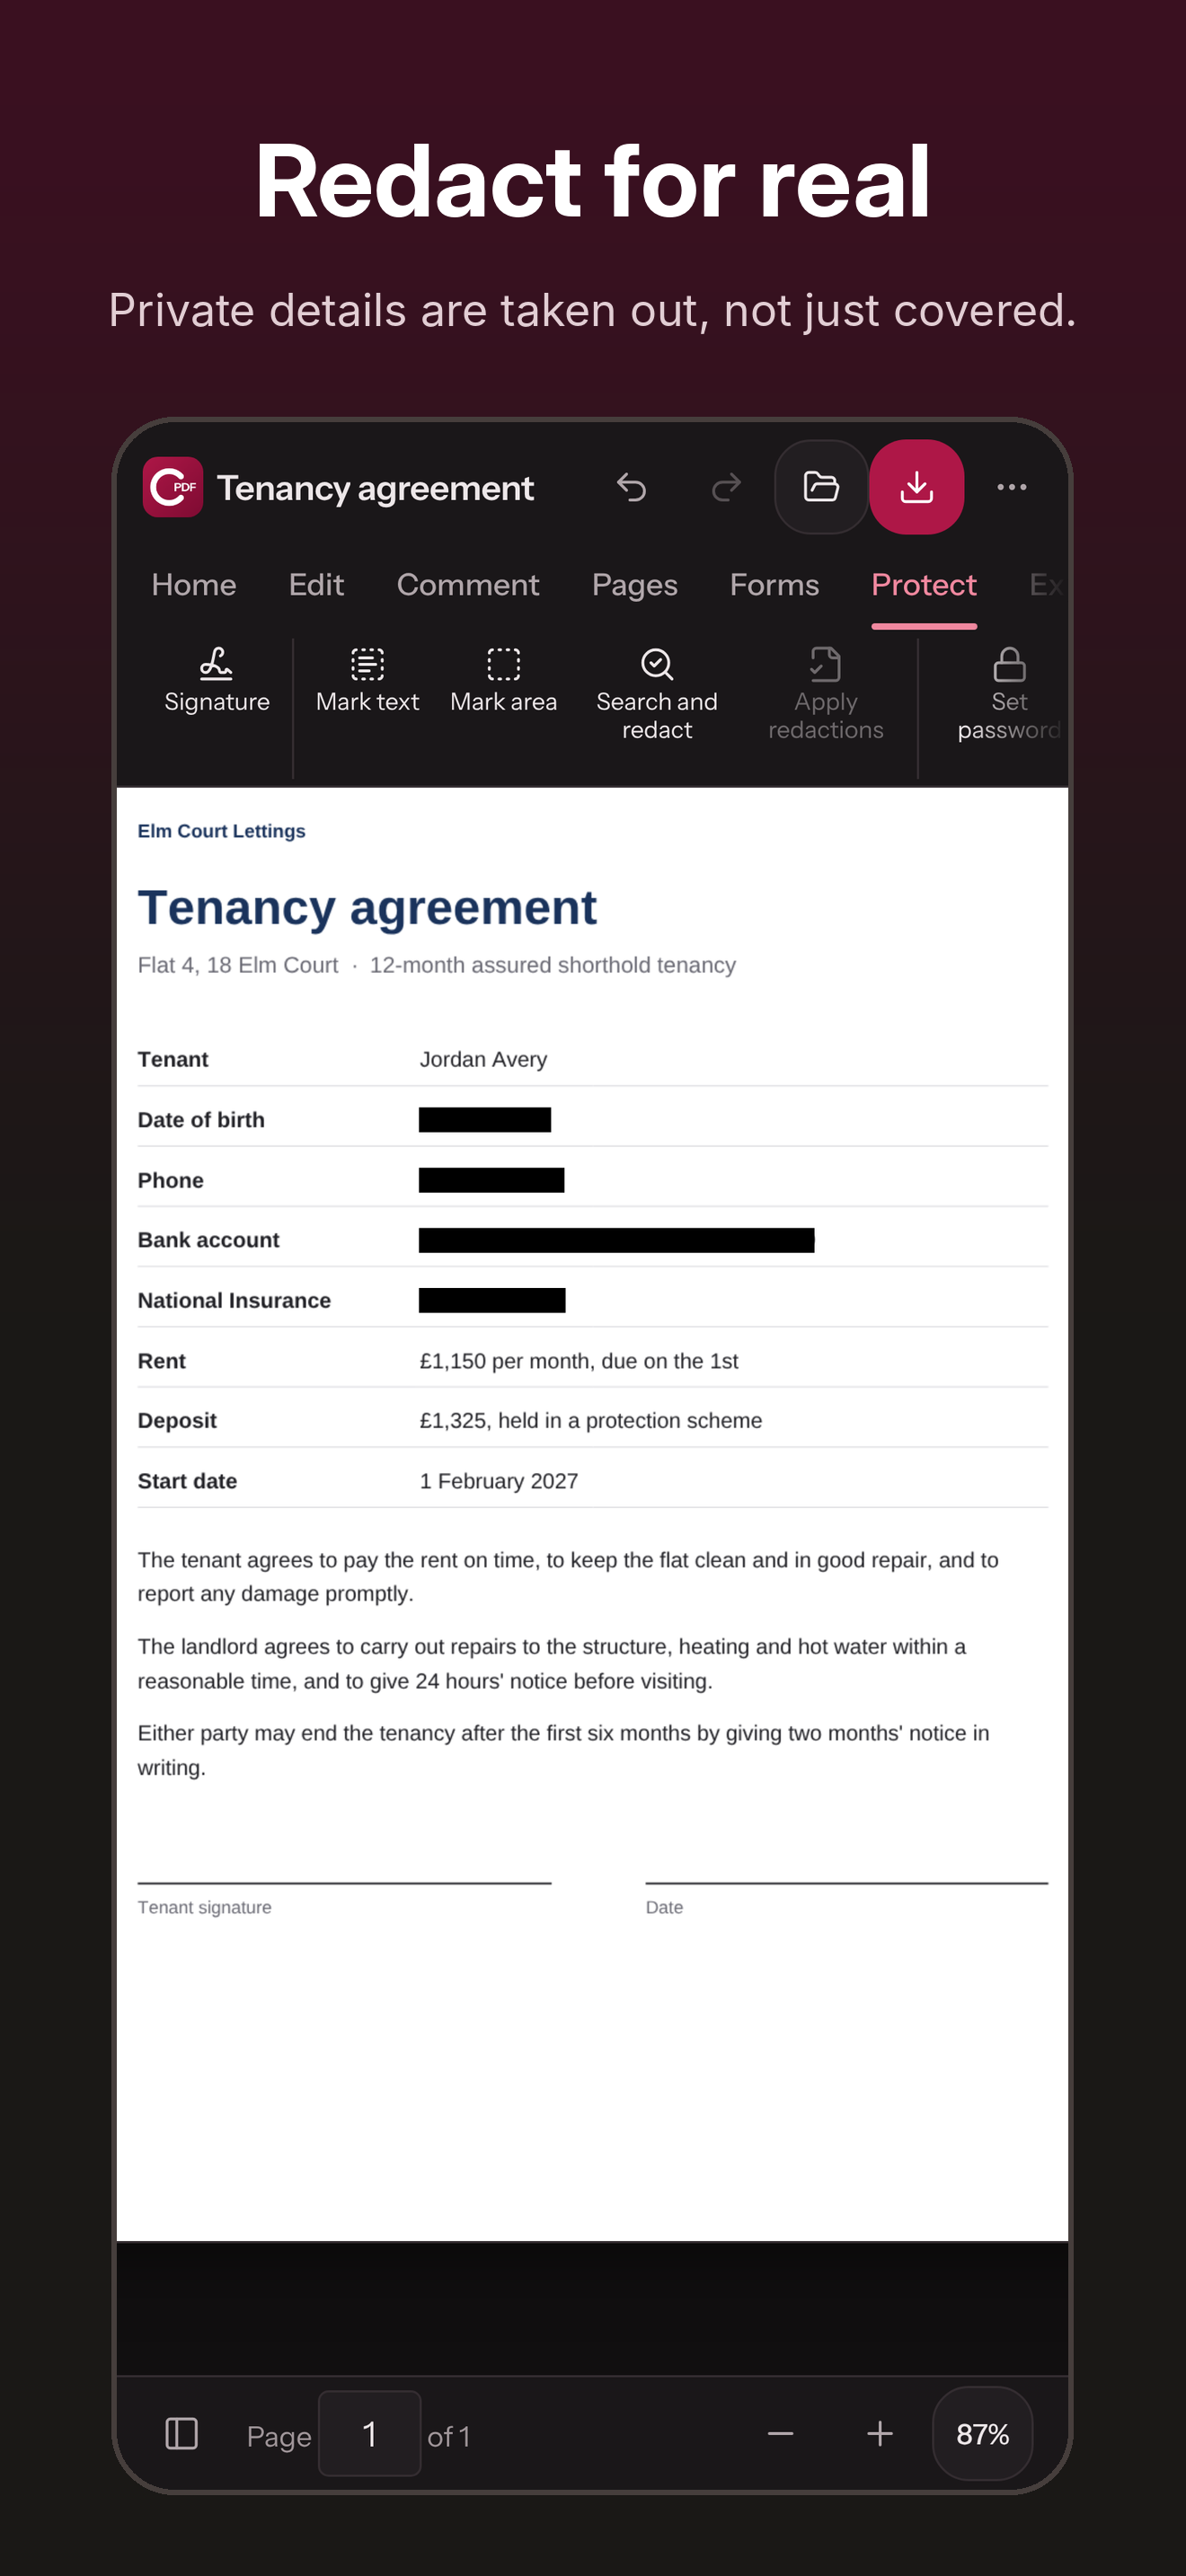 Redact for real
Private details are taken out, not just covered.
CPDF
Tenancy agreement
Home Edit Comment Pages Forms Protect Ex
Signature Mark text Mark area Search and redact Apply redactions Set password
Elm Court Lettings
Tenancy agreement
Flat 4, 18 Elm Court · 12-month assured shorthold tenancy
Tenant Jordan Avery
Date of birth
Phone
Bank account
National Insurance
Rent £1,150 per month, due on the 1st
Deposit £1,325, held in a protection scheme
Start date 1 February 2027
The tenant agrees to pay the rent on time, to keep the flat clean and in good repair, and to
report any damage promptly.
The landlord agrees to carry out repairs to the structure, heating and hot water within a
reasonable time, and to give 24 hours' notice before visiting.
Either party may end the tenancy after the first six months by giving two months' notice in
writing.
Tenant signature Date
Page 1 of 1 87%